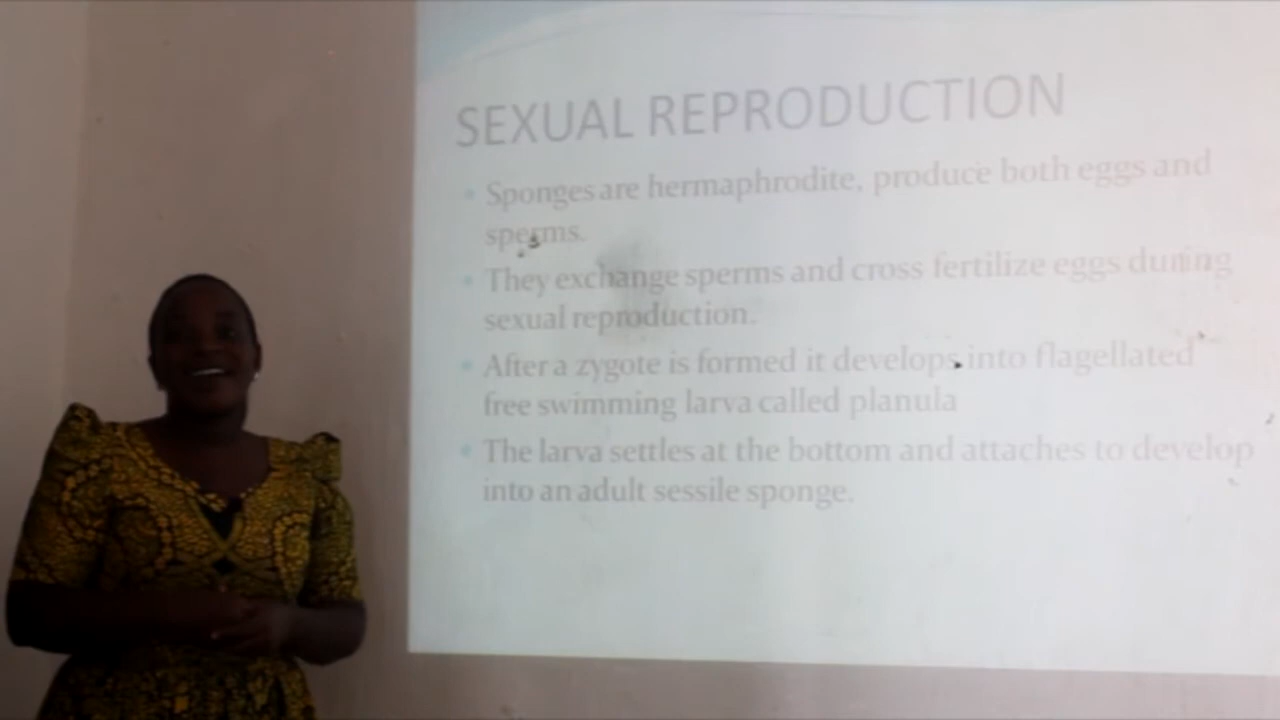 SEXUAL REPRODUCTION
• Sponges are hermaphrodite, produce both eggs and
sperms.
• They exchange sperms and cross fertilize eggs during
sexual reproduction.
• After a zygote is formed it develops into flagellated
free swimming larva called planula
• The larva settles at the bottom and attaches to develop
into an adult sessile sponge.